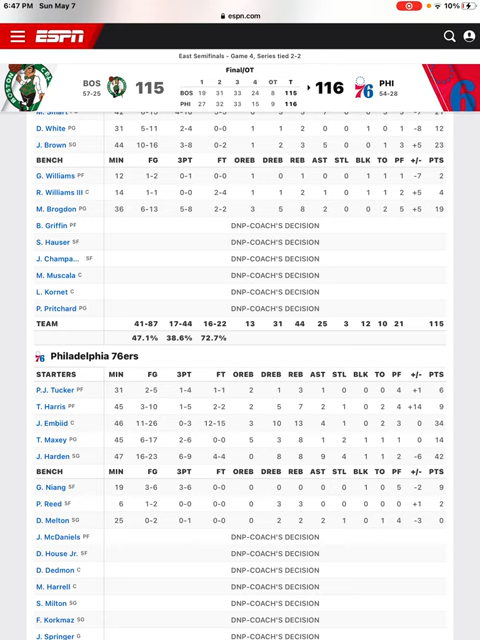 6:47 PM Sun May 7 10%
espn.com
ESPN
East Semifinals - Game 4, Series tied 2-2
Final/OT
BOS 57-25 115 116 PHI 54-28
1 2 3 4 OT T
BOS 19 31 33 24 8 115
PHI 27 32 33 15 9 116
M. Smart PF
D. White PG 31 5-11 2-4 0-0 1 1 2 0 0 1 0 1 -8 12
J. Brown SG 44 10-16 3-8 0-2 1 2 3 5 0 1 3 +5 23
BENCH MIN FG 3PT FT OREB DREB REB AST STL BLK TO PF +/- PTS
G. Williams PF 12 1-2 0-1 0-0 0 1 1 0 0 1 1 1 -7 2
R. Williams III C 14 1-1 0-0 2-4 1 1 2 1 0 1 2 +5 4
M. Brogdon PG 36 6-13 5-8 2-2 3 5 8 2 0 0 2 5 +5 19
B. Griffin PF DNP-COACH'S DECISION
S. Hauser SF DNP-COACH'S DECISION
J. Champa... SF DNP-COACH'S DECISION
M. Muscala C DNP-COACH'S DECISION
L. Kornet C DNP-COACH'S DECISION
P. Pritchard PG DNP-COACH'S DECISION
TEAM 41-87 17-44 16-22 13 31 44 25 3 12 10 21 115
47.1% 38.6% 72.7%
76 Philadelphia 76ers
STARTERS MIN FG 3PT FT OREB DREB REB AST STL BLK TO PF +/- PTS
P.J. Tucker PF 31 2-5 1-4 1-1 2 1 3 1 0 0 0 4 +1 6
T. Harris PF 45 3-10 1-5 2-2 2 5 7 2 1 0 2 4 +14 9
J. Embiid C 46 11-26 0-3 12-15 3 10 13 4 1 0 2 3 0 34
T. Maxey PG 45 6-17 2-6 0-0 5 3 8 1 2 1 1 1 0 14
J. Harden SG 47 16-23 6-9 4-4 0 8 8 9 4 1 1 2 -6 42
BENCH MIN FG 3PT FT OREB DREB REB AST STL BLK TO PF +/- PTS
G. Niang SF 19 3-6 3-6 0-0 0 0 0 0 0 1 0 5 -2 9
P. Reed SF 6 1-2 0-0 0-0 0 3 3 0 0 0 0 0 +1 2
D. Melton SG 25 0-2 0-1 0-0 0 2 2 2 1 0 1 4 -3 0
J. McDaniels PF DNP-COACH'S DECISION
D. House Jr. SF DNP-COACH'S DECISION
D. Dedmon C DNP-COACH'S DECISION
M. Harrell C DNP-COACH'S DECISION
S. Milton SG DNP-COACH'S DECISION
F. Korkmaz SG DNP-COACH'S DECISION
J. Springer G DNP-COACH'S DECISION